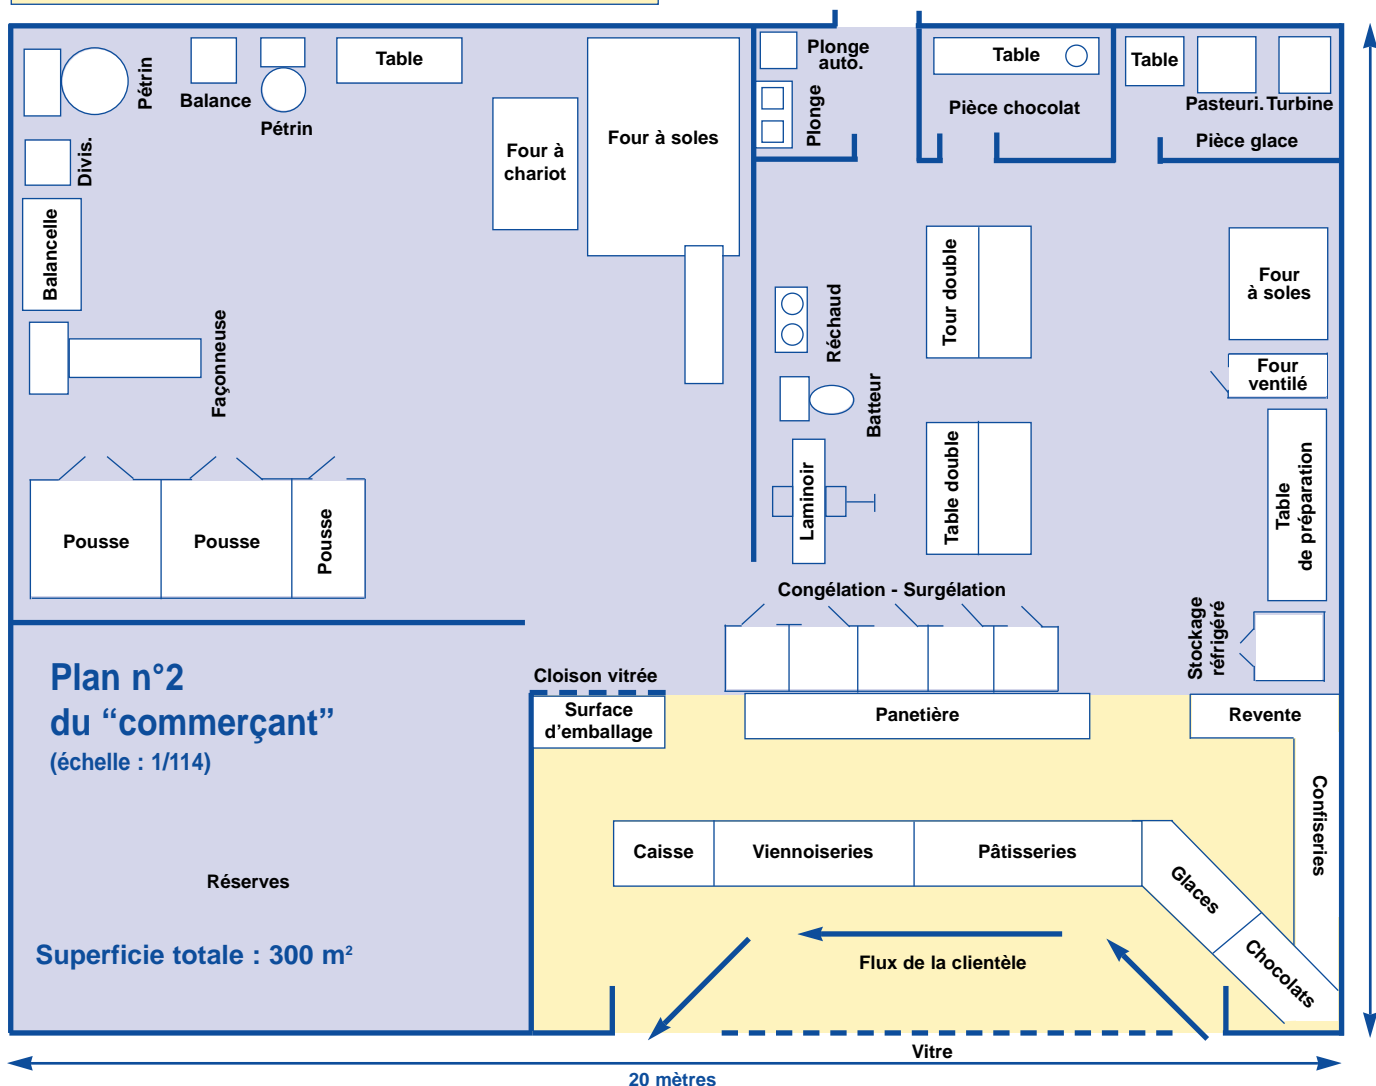 Pétrin
Balance
Pétrin
Table
Divis.
Balancelle
Façonneuse
Four à
chariot
Four à soles
Pousse
Pousse
Pousse
Plonge
auto.
Plonge
Table
Pièce chocolat
Table
Pasteuri.
Turbine
Pièce glace
Réchaud
Batteur
Laminoir
Tour double
Table double
Four
à soles
Four
ventilé
Table
de préparation
Congélation - Surgélation
Stockage
réfrigéré
Plan n°2
du “commerçant”
(échelle : 1/114)
Réserves
Superficie totale : 300 m²
Cloison vitrée
Surface
d’emballage
Panetière
Revente
Confiseries
Caisse
Viennoiseries
Pâtisseries
Glaces
Chocolats
Flux de la clientèle
Vitre
20 mètres